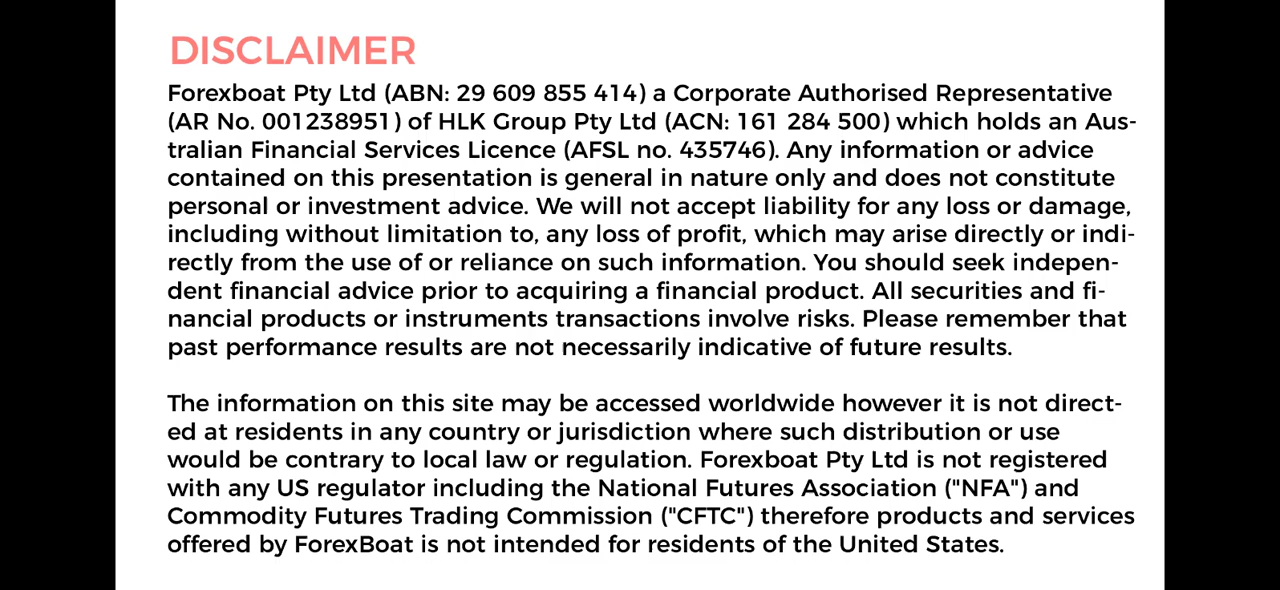 DISCLAIMER
Forexboat Pty Ltd (ABN: 29 609 855 414) a Corporate Authorised Representative
(AR No. 001238951) of HLK Group Pty Ltd (ACN: 161 284 500) which holds an Aus-
tralian Financial Services Licence (AFSL no. 435746). Any information or advice
contained on this presentation is general in nature only and does not constitute
personal or investment advice. We will not accept liability for any loss or damage,
including without limitation to, any loss of profit, which may arise directly or indi-
rectly from the use of or reliance on such information. You should seek indepen-
dent financial advice prior to acquiring a financial product. All securities and fi-
nancial products or instruments transactions involve risks. Please remember that
past performance results are not necessarily indicative of future results.
The information on this site may be accessed worldwide however it is not direct-
ed at residents in any country or jurisdiction where such distribution or use
would be contrary to local law or regulation. Forexboat Pty Ltd is not registered
with any US regulator including the National Futures Association ("NFA") and
Commodity Futures Trading Commission ("CFTC") therefore products and services
offered by ForexBoat is not intended for residents of the United States.